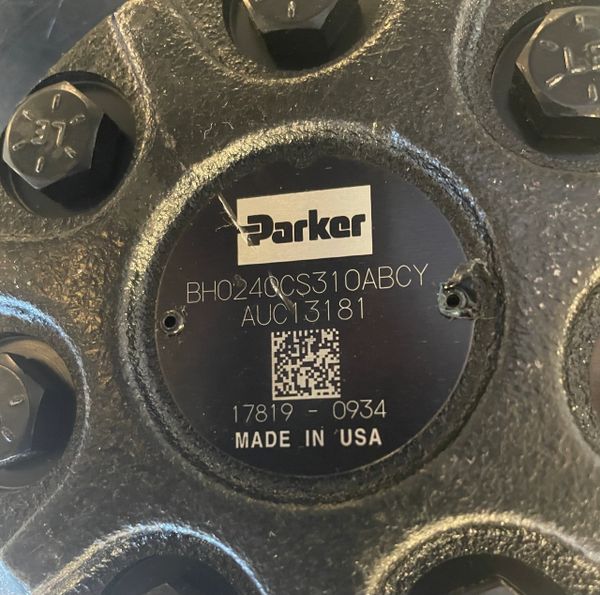 Parker
BH0240CS310ABCY
AUC13181
17819 - 0934
MADE IN USA